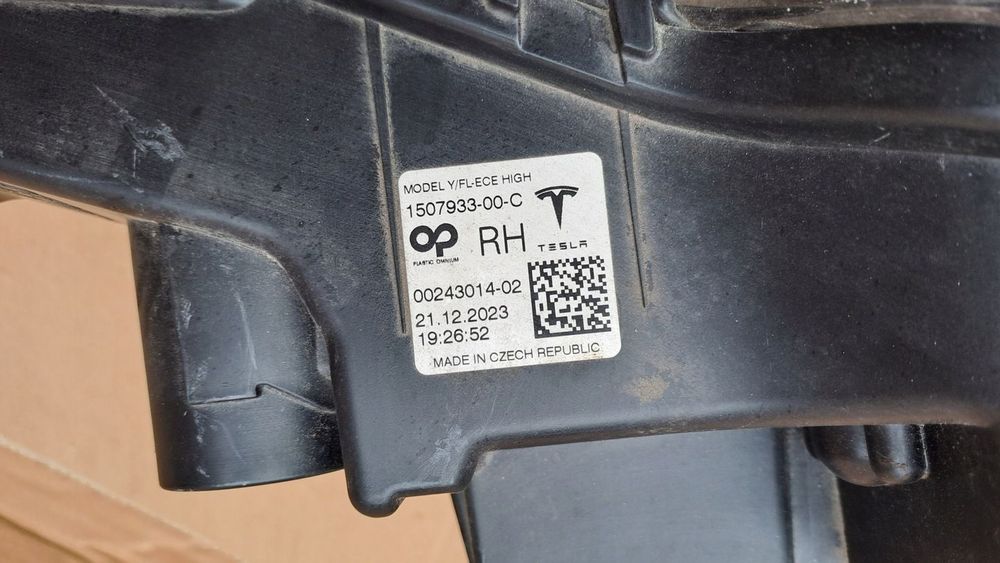 MODEL Y/FL-ECE HIGH
1507933-00-C
OP
PLASTIC OMNIUM
RH
TESLA
00243014-02
21.12.2023
19:26:52
MADE IN CZECH REPUBLIC